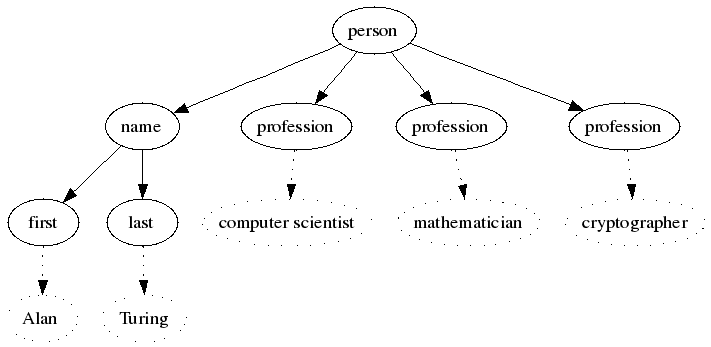 person
name
profession
profession
profession
first
last
computer scientist
mathematician
cryptographer
Alan
Turing